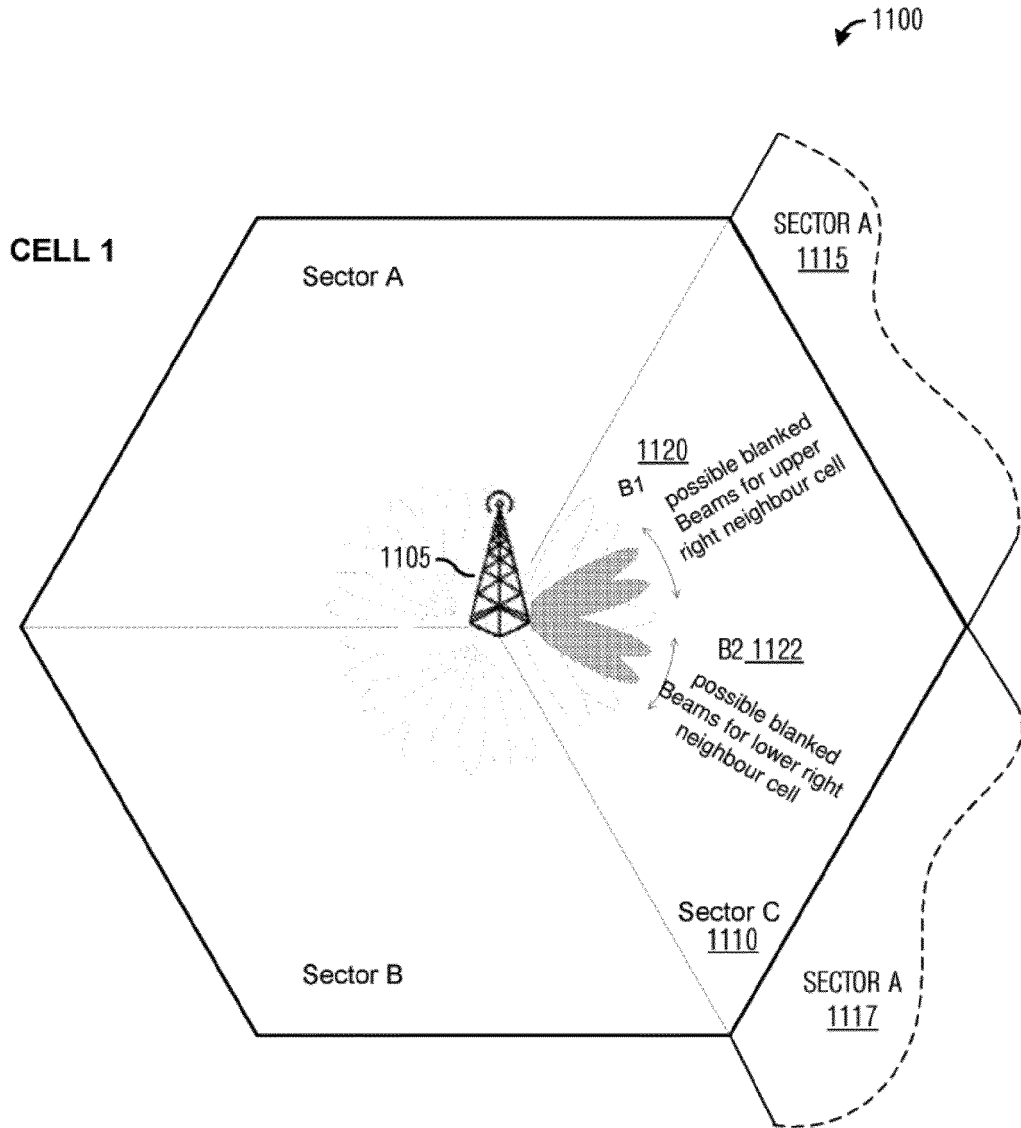 1100
CELL 1
Sector A
SECTOR A
1115
1120
B1
possible blanked
Beams for upper
right neighbour cell
1105
B2 1122
possible blanked
Beams for lower right
neighbour cell
Sector C
1110
Sector B
SECTOR A
1117